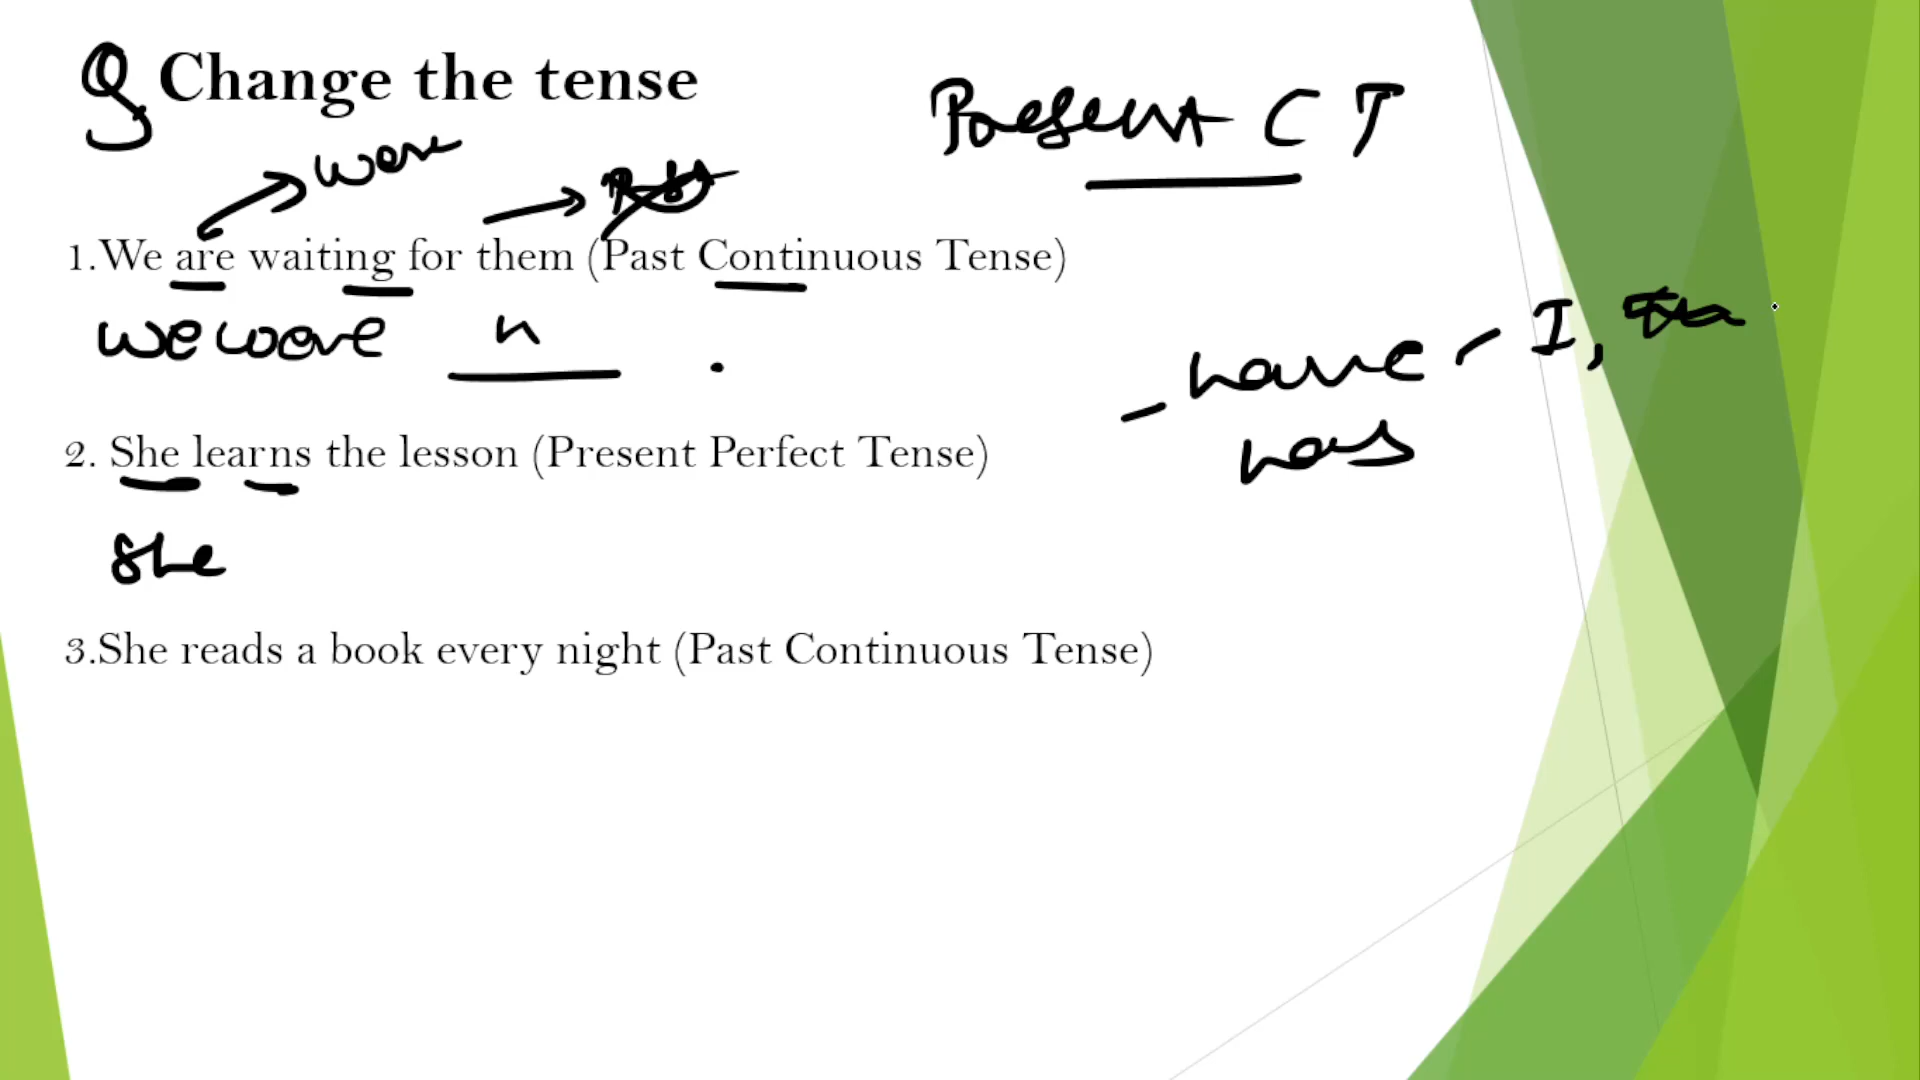 Q Change the tense
Present C T
were
1.We are waiting for them (Past Continuous Tense)
we were " .
- have - I,
has
2. She learns the lesson (Present Perfect Tense)
She
3.She reads a book every night (Past Continuous Tense)